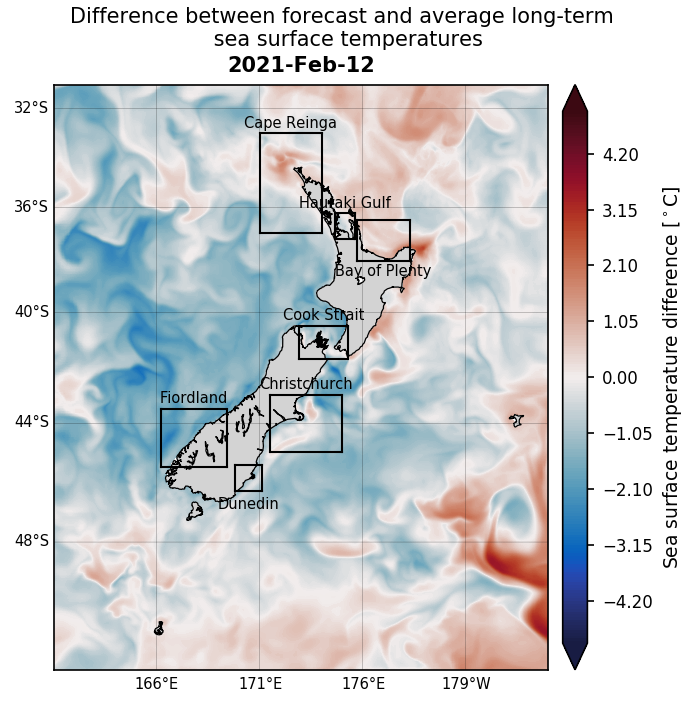 Difference between forecast and average long-term
sea surface temperatures
2021-Feb-12
32°S
36°S
40°S
44°S
48°S
Cape Reinga
Hauraki Gulf
Bay of Plenty
Cook Strait
Christchurch
Fiordland
Dunedin
166°E
171°E
176°E
179°W
4.20
3.15
2.10
1.05
0.00
−1.05
−2.10
−3.15
−4.20
Sea surface temperature difference [°C]